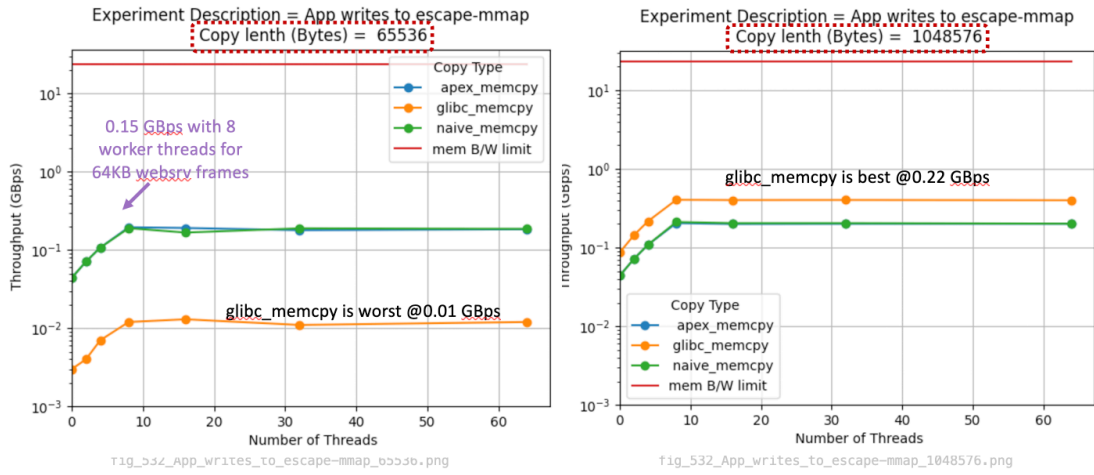 Experiment Description = App writes to escape-mmap
Copy lenth (Bytes) = 65536
Throughput (GBps)
10^1
10^0
10^-1
10^-2
10^-3
Copy Type
apex_memcpy
glibc_memcpy
naive_memcpy
mem B/W limit
0.15 GBps with 8
worker threads for
64KB websrv frames
glibc_memcpy is worst @0.01 GBps
0 10 20 30 40 50 60
Number of Threads
fig_532_App_writes_to_escape-mmap_65536.png
Experiment Description = App writes to escape-mmap
Copy lenth (Bytes) = 1048576
Throughput (GBps)
10^1
10^0
10^-1
10^-2
10^-3
glibc_memcpy is best @0.22 GBps
Copy Type
apex_memcpy
glibc_memcpy
naive_memcpy
mem B/W limit
0 10 20 30 40 50 60
Number of Threads
fig_532_App_writes_to_escape-mmap_1048576.png